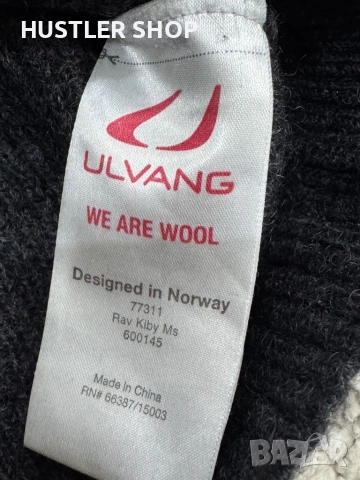 HUSTLER SHOP
ULVANG
WE ARE WOOL
Designed in Norway
77311
Rav Kiby Ms
600145
Made in China
RN# 66387/15003
BAZAR